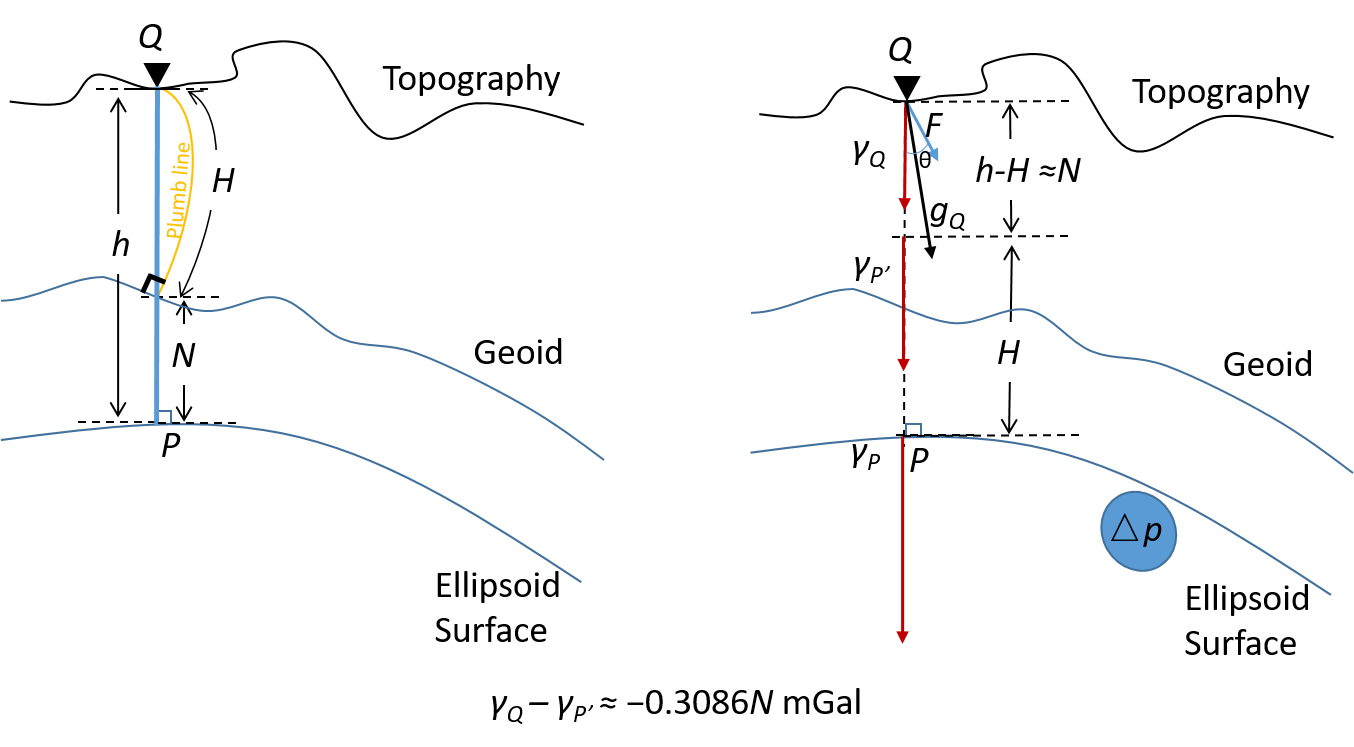 Q
Topography
Plumb line
H
h
N
Geoid
P
Ellipsoid
Surface
Q
Topography
F
θ
γQ
h-H ≈N
gQ
γP′
H
Geoid
γP
P
△p
Ellipsoid
Surface
γQ – γP′ ≈ −0.3086N mGal